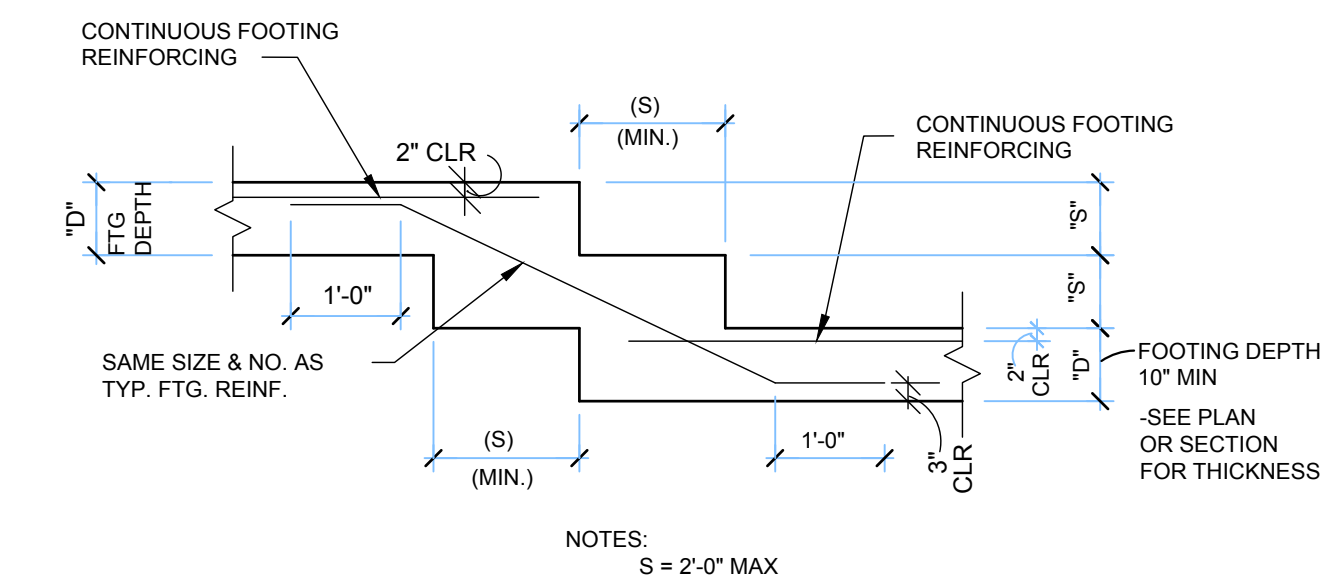 CONTINUOUS FOOTING
REINFORCING
(S)
(MIN.)
CONTINUOUS FOOTING
REINFORCING
2" CLR
"D"
FTG
DEPTH
"S"
"S"
1'-0"
SAME SIZE & NO. AS
TYP. FTG. REINF.
2"
CLR
"D"
FOOTING DEPTH
10" MIN
-SEE PLAN
OR SECTION
FOR THICKNESS
(S)
(MIN.)
1'-0"
3"
CLR
NOTES:
S = 2'-0" MAX